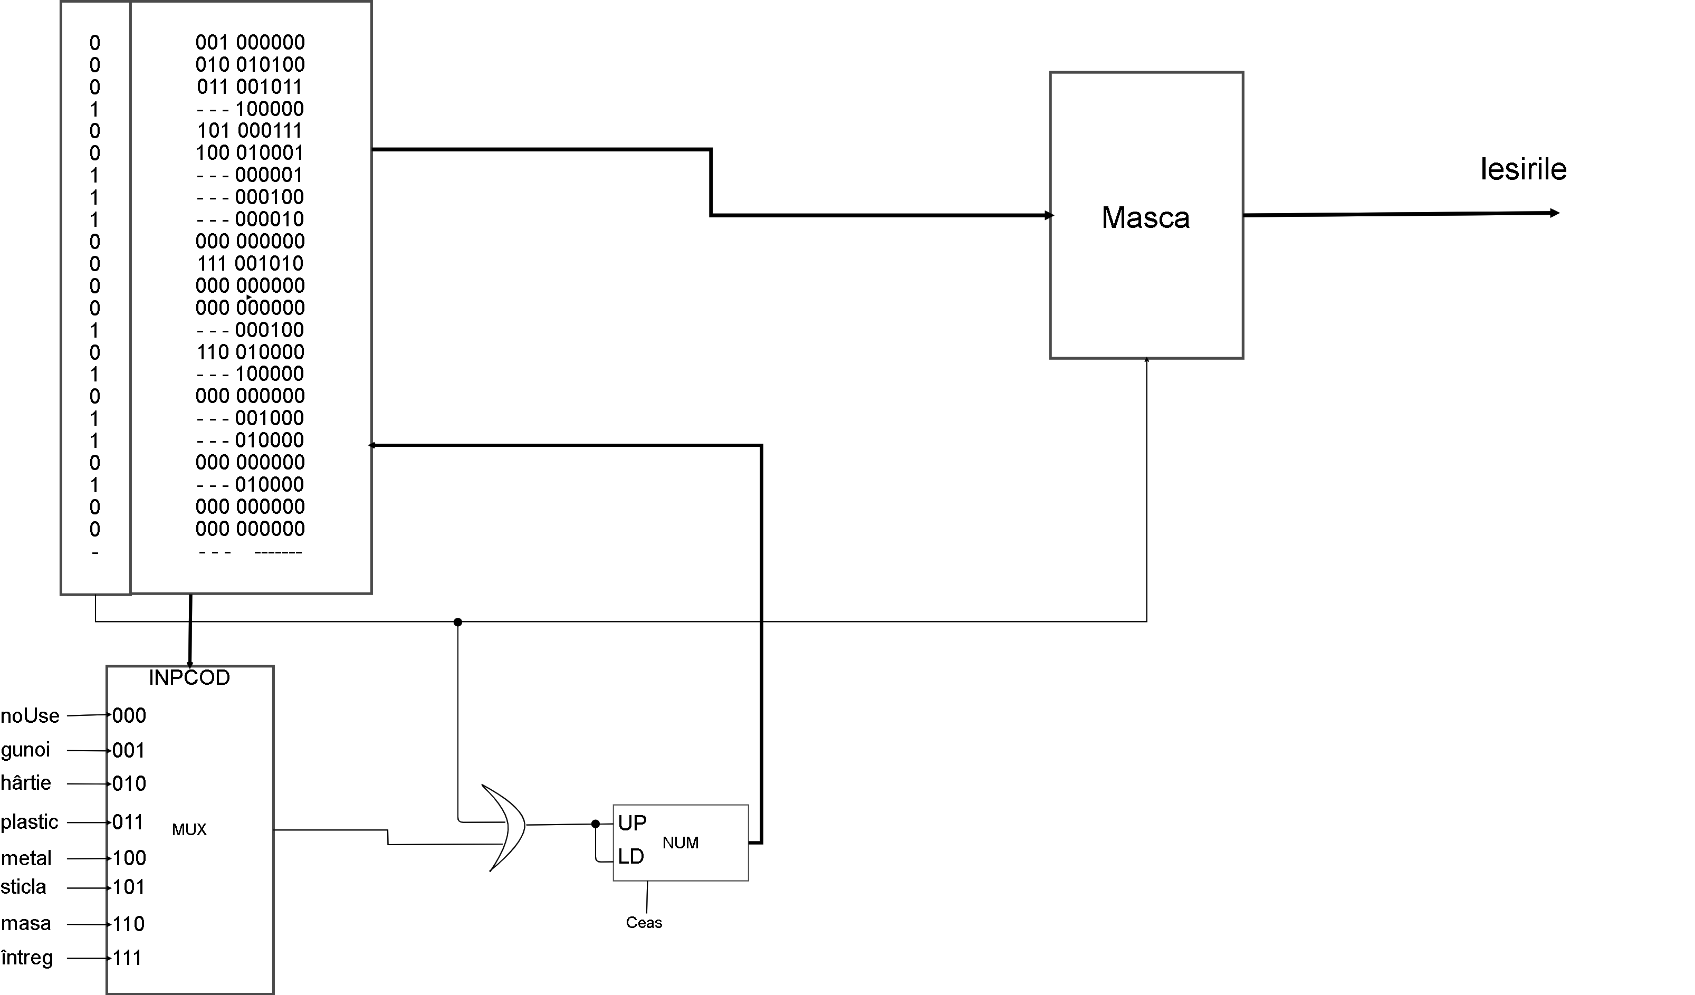 0 001 000000
0 010 010100
0 011 001011
1 --- 100000
0 101 000111
0 100 010001
1 --- 000001
1 --- 000100
1 --- 000010
0 000 000000
0 111 001010
0 000 000000
0 000 000000
1 --- 000100
0 110 010000
1 --- 100000
0 000 000000
1 --- 001000
1 --- 010000
0 000 000000
1 --- 010000
0 000 000000
0 000 000000
- --- -------
Masca
Iesirile
INPCOD
noUse 000
gunoi 001
hârtie 010
plastic 011
MUX
metal 100
sticla 101
masa 110
întreg 111
UP
NUM
LD
Ceas